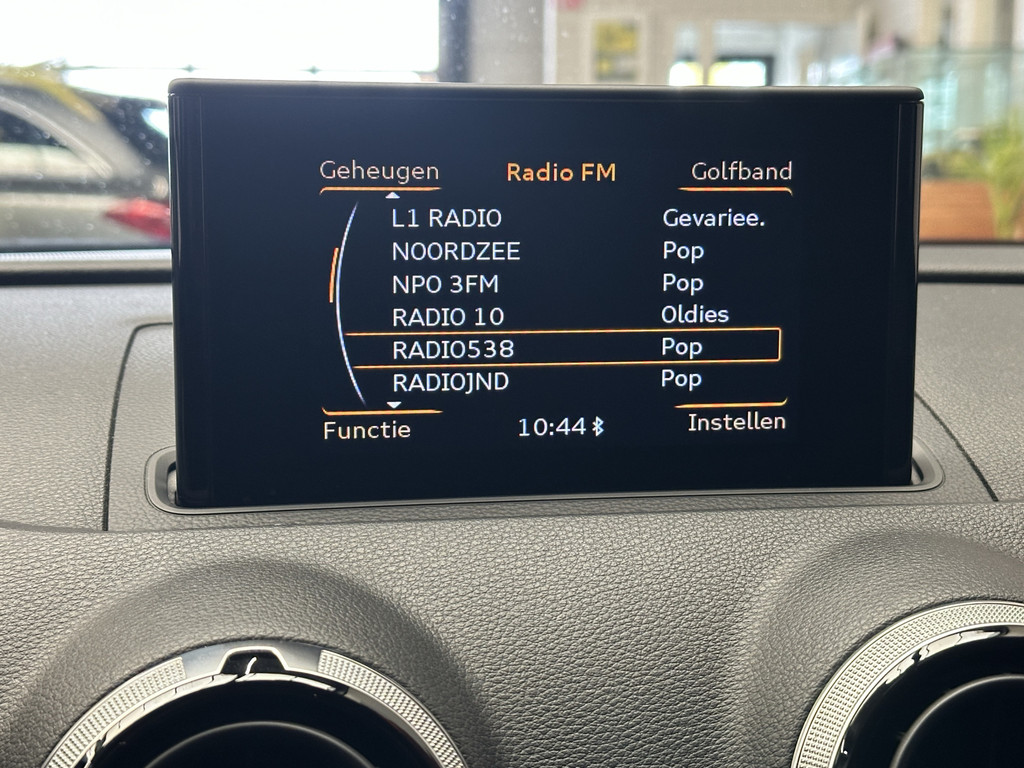 Geheugen Radio FM Golfband
L1 RADIO Gevariee.
NOORDZEE Pop
NPO 3FM Pop
RADIO 10 Oldies
RADIO538 Pop
RADIOJND Pop
Functie 10:44 Instellen